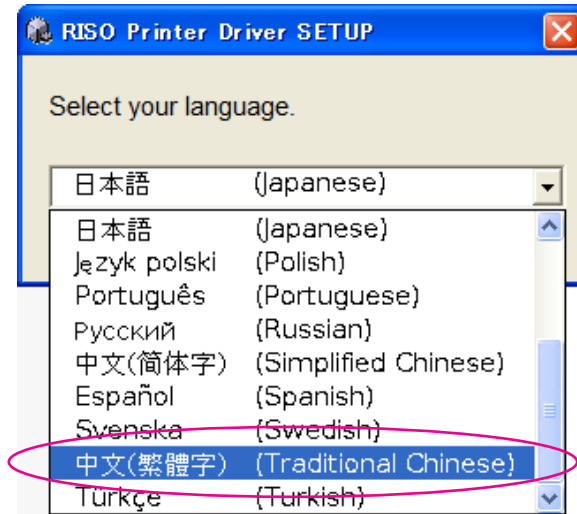 RISO Printer Driver SETUP
Select your language.
日本語 (Japanese)
日本語 (Japanese)
Język polski (Polish)
Português (Portuguese)
Русский (Russian)
中文(简体字) (Simplified Chinese)
Español (Spanish)
Svenska (Swedish)
中文(繁體字) (Traditional Chinese)
Türkçe (Turkish)